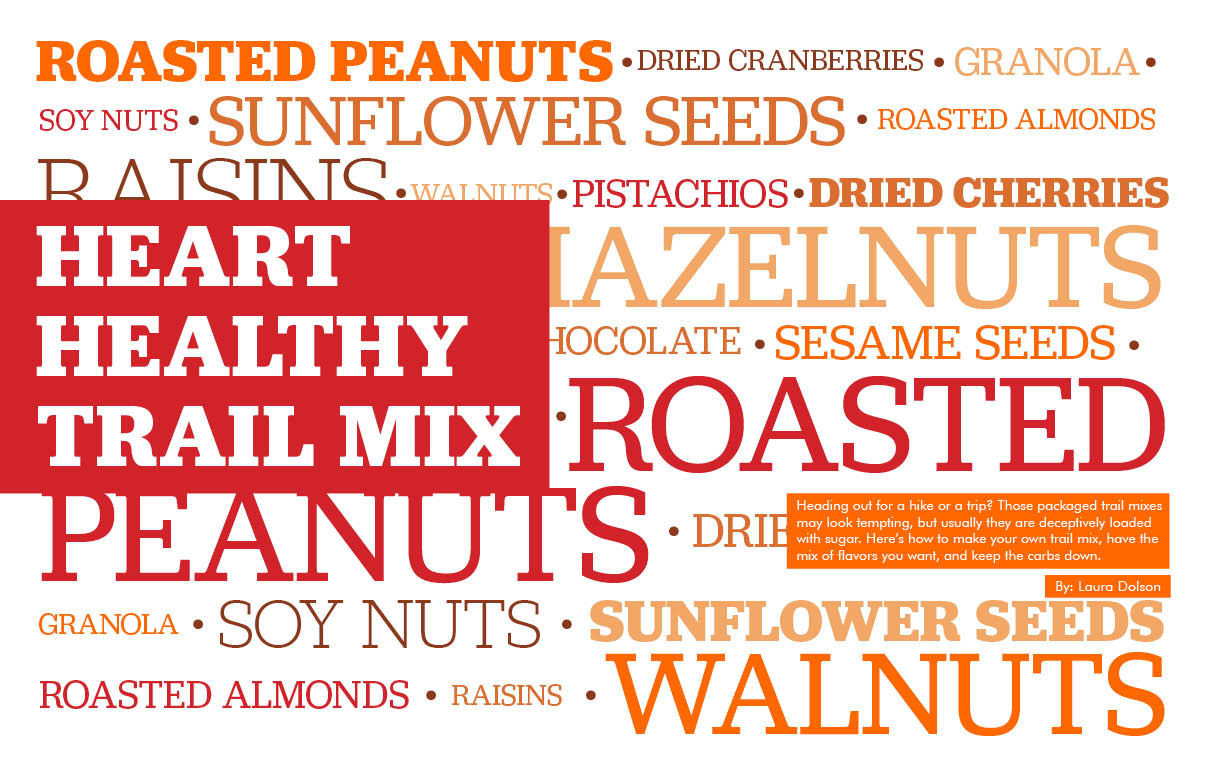 ROASTED PEANUTS • DRIED CRANBERRIES • GRANOLA •
SOY NUTS • SUNFLOWER SEEDS • ROASTED ALMONDS
RAISINS • WALNUTS • PISTACHIOS • DRIED CHERRIES
HEART
HEALTHY
TRAIL MIX
HAZELNUTS
HOCOLATE • SESAME SEEDS •
• ROASTED
PEANUTS • DRIE
Heading out for a hike or a trip? Those packaged trail mixes
may look tempting, but usually they are deceptively loaded
with sugar. Here's how to make your own trail mix, have the
mix of flavors you want, and keep the carbs down.
By: Laura Dolson
GRANOLA • SOY NUTS • SUNFLOWER SEEDS
ROASTED ALMONDS • RAISINS • WALNUTS